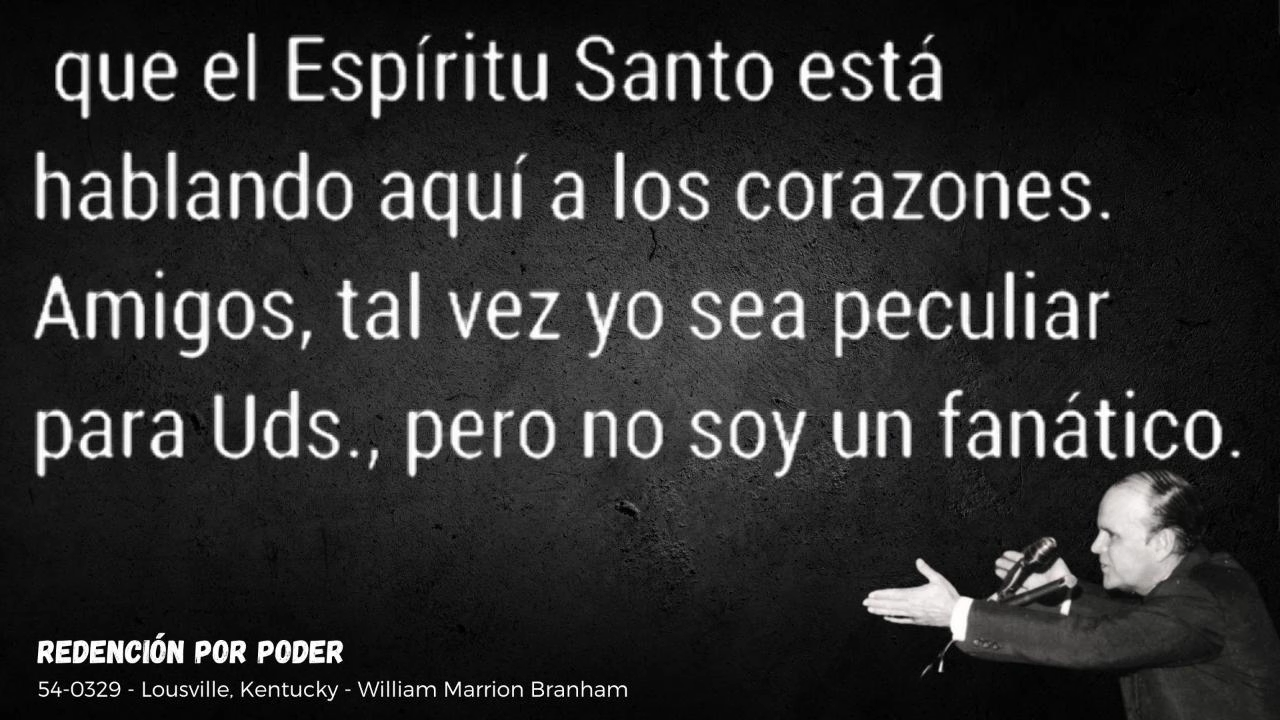 que el Espíritu Santo está
hablando aquí a los corazones.
Amigos, tal vez yo sea peculiar
para Uds., pero no soy un fanático.
REDENCIÓN POR PODER
54-0329 - Lousville, Kentucky - William Marrion Branham